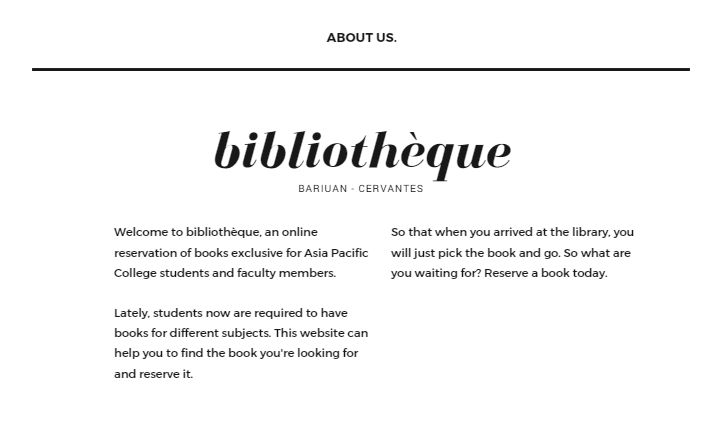 ABOUT US.
bibliothèque
BARIUAN - CERVANTES
Welcome to bibliothèque, an online
reservation of books exclusive for Asia Pacific
College students and faculty members.
Lately, students now are required to have
books for different subjects. This website can
help you to find the book you're looking for
and reserve it.
So that when you arrived at the library, you
will just pick the book and go. So what are
you waiting for? Reserve a book today.